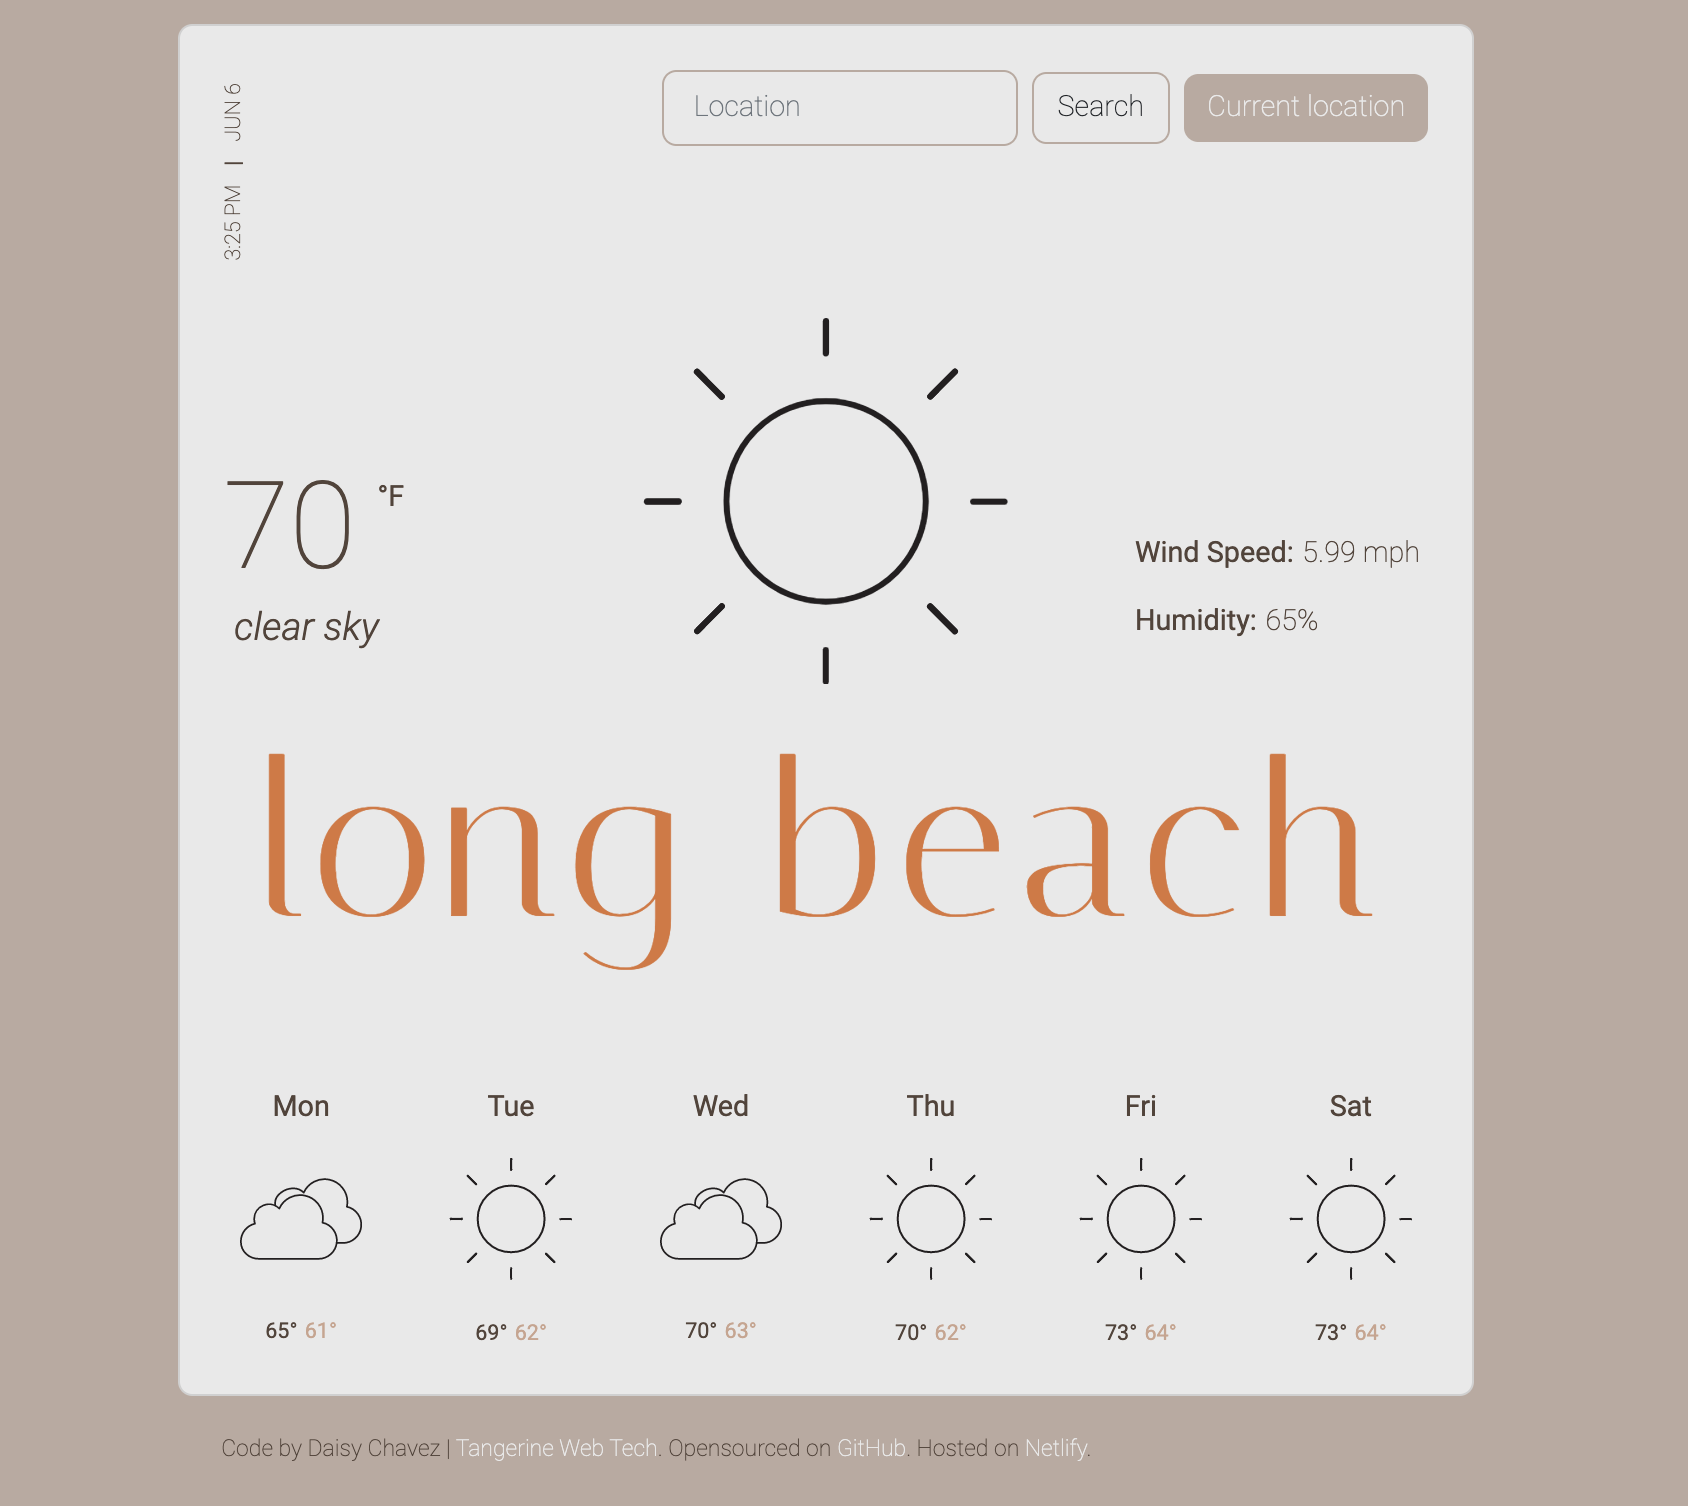 3:25 PM | JUN 6
Location
Search
Current location
70 °F
clear sky
Wind Speed: 5.99 mph
Humidity: 65%
long beach
Mon Tue Wed Thu Fri Sat
65° 61° 69° 62° 70° 63° 70° 62° 73° 64° 73° 64°
Code by Daisy Chavez | Tangerine Web Tech. Opensourced on GitHub. Hosted on Netlify.